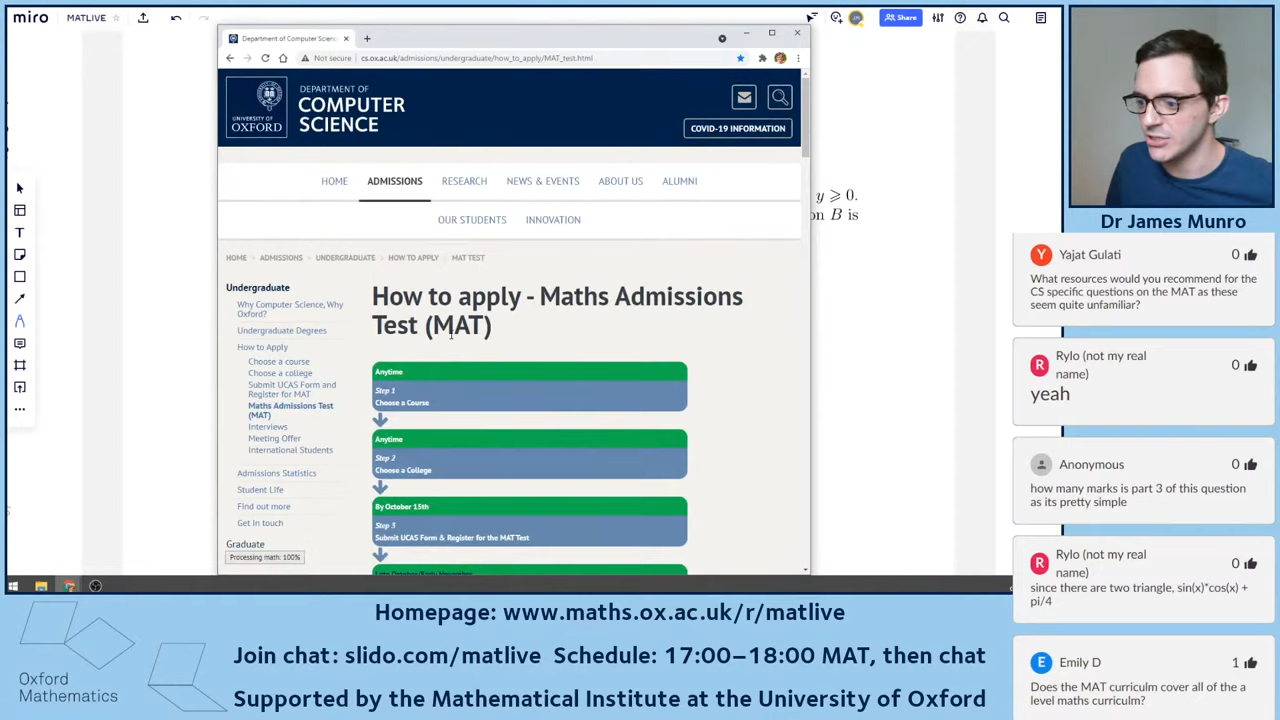 miro
MATLIVE
Share
Department of Computer Scien
Not secure
cs.ox.ac.uk/admissions/undergraduate/how_to_apply/MAT_test.html
UNIVERSITY OF
OXFORD
DEPARTMENT OF
COMPUTER
SCIENCE
COVID-19 INFORMATION
HOME
ADMISSIONS
RESEARCH
NEWS & EVENTS
ABOUT US
ALUMNI
OUR STUDENTS
INNOVATION
HOME
ADMISSIONS
UNDERGRADUATE
HOW TO APPLY
MAT TEST
Undergraduate
Why Computer Science, Why
Oxford?
Undergraduate Degrees
How to Apply
Choose a course
Choose a college
Submit UCAS Form and
Register for MAT
Maths Admissions Test
(MAT)
Interviews
Meeting Offer
International Students
Admissions Statistics
Student Life
Find out more
Get in touch
Graduate
Processing math: 100%
How to apply - Maths Admissions
Test (MAT)
Anytime
Step 1
Choose a Course
Anytime
Step 2
Choose a College
By October 15th
Step 3
Submit UCAS Form & Register for the MAT Test
Late October/Early November
y ⩾ 0.
on B is
Dr James Munro
Y
Yajat Gulati
0
What resources would you recommend for the
CS specific questions on the MAT as these
seem quite unfamiliar?
R
Rylo (not my real
name)
0
yeah
Anonymous
0
how many marks is part 3 of this question
as its pretty simple
R
Rylo (not my real
name)
0
since there are two triangle, sin(x)*cos(x) +
pi/4
E
Emily D
1
Does the MAT curriculum cover all of the a
level maths curriculum?
Oxford
Mathematics
Homepage: www.maths.ox.ac.uk/r/matlive
Join chat: slido.com/matlive Schedule: 17:00–18:00 MAT, then chat
Supported by the Mathematical Institute at the University of Oxford